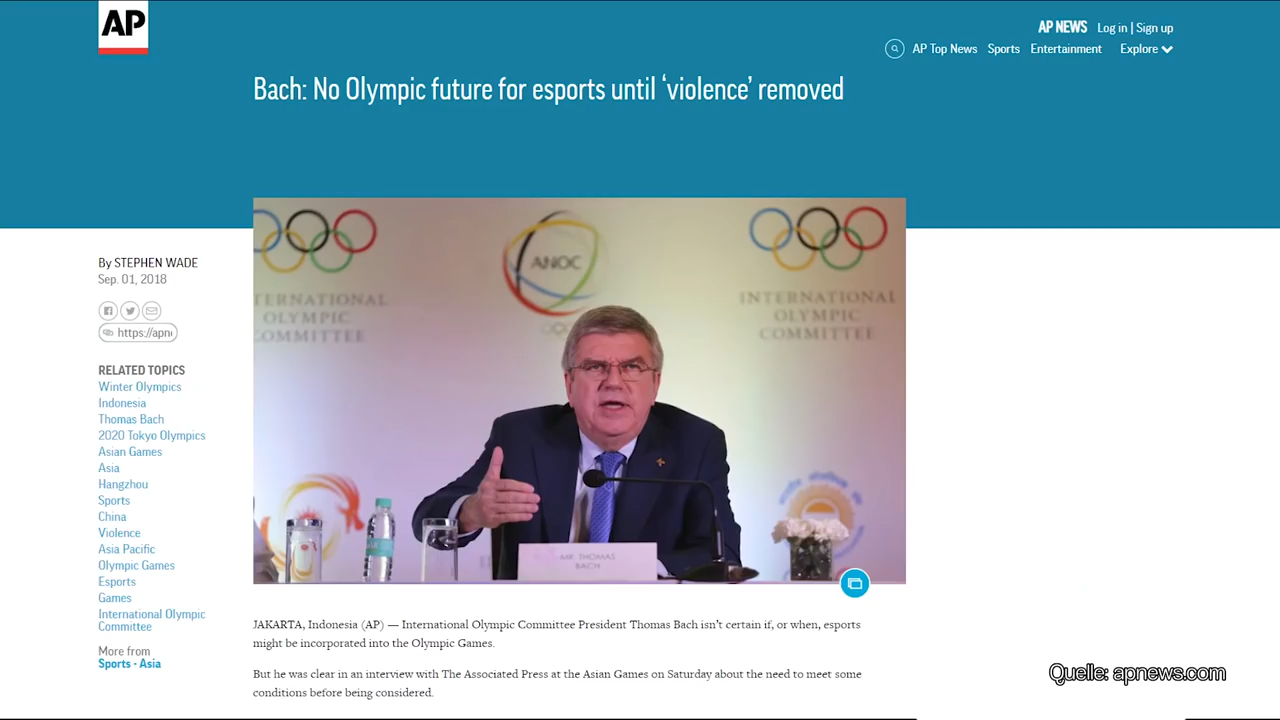 AP
AP NEWS Log in | Sign up
AP Top News Sports Entertainment Explore
Bach: No Olympic future for esports until ‘violence’ removed
By STEPHEN WADE
Sep. 01, 2018
https://apn
RELATED TOPICS
Winter Olympics
Indonesia
Thomas Bach
2020 Tokyo Olympics
Asian Games
Asia
Hangzhou
Sports
China
Violence
Asia Pacific
Olympic Games
Esports
Games
International Olympic
Committee
More from
Sports - Asia
TERNATIONAL
OLYMPIC
OMMITTEE
ANOC
INTERNATIONAL
OLYMPIC
COMMITTEE
MR. THOMAS
BACH
JAKARTA, Indonesia (AP) — International Olympic Committee President Thomas Bach isn’t certain if, or when, esports
might be incorporated into the Olympic Games.
But he was clear in an interview with The Associated Press at the Asian Games on Saturday about the need to meet some
conditions before being considered.
Quelle: apnews.com